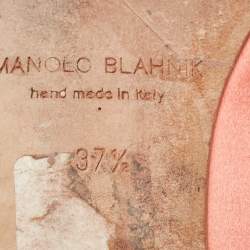 MANOLO BLAHNIK
hand made in Italy
37½